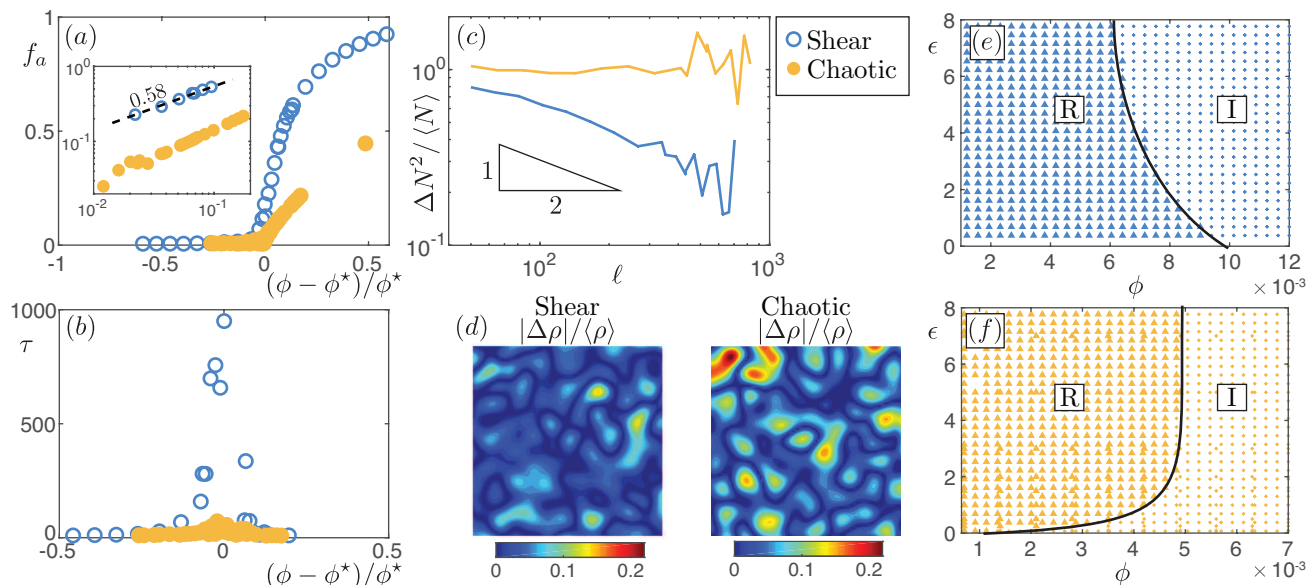 (a)
f_a
1
0.5
0
-1
-0.5
0
0.5
(ϕ − ϕ⋆)/ϕ⋆
10^0
10^-1
10^-2
10^-1
0.58
(b)
τ
1000
500
0
-0.5
0
0.5
(ϕ − ϕ⋆)/ϕ⋆
(c)
ΔN²/⟨N⟩
10^0
10^-1
10^2
10^3
ℓ
1
2
Shear
Chaotic
(d)
Shear
|Δρ|/⟨ρ⟩
0 0.1 0.2
Chaotic
|Δρ|/⟨ρ⟩
0 0.1 0.2
(e)
ϵ
8
6
4
2
0
R
I
2 4 6 8 10 12
ϕ
× 10^-3
(f)
ϵ
8
6
4
2
0
R
I
1 2 3 4 5 6 7
ϕ
× 10^-3